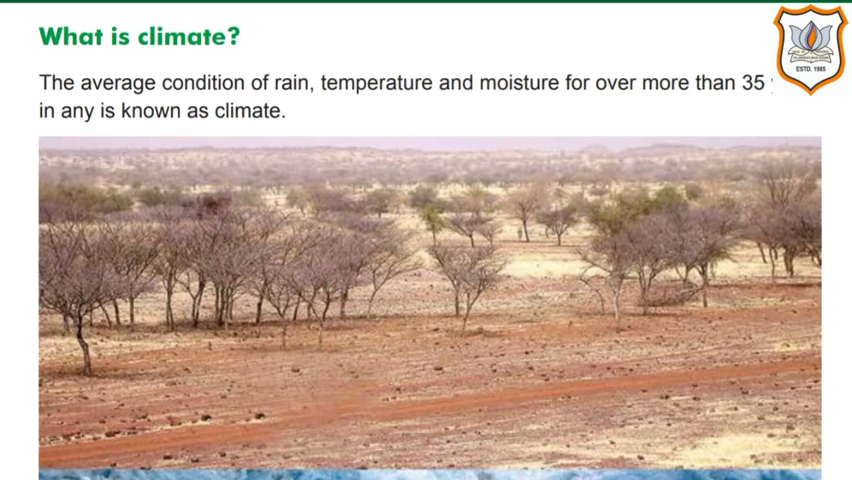 What is climate?
The average condition of rain, temperature and moisture for over more than 35
in any is known as climate.
ESTD. 1985